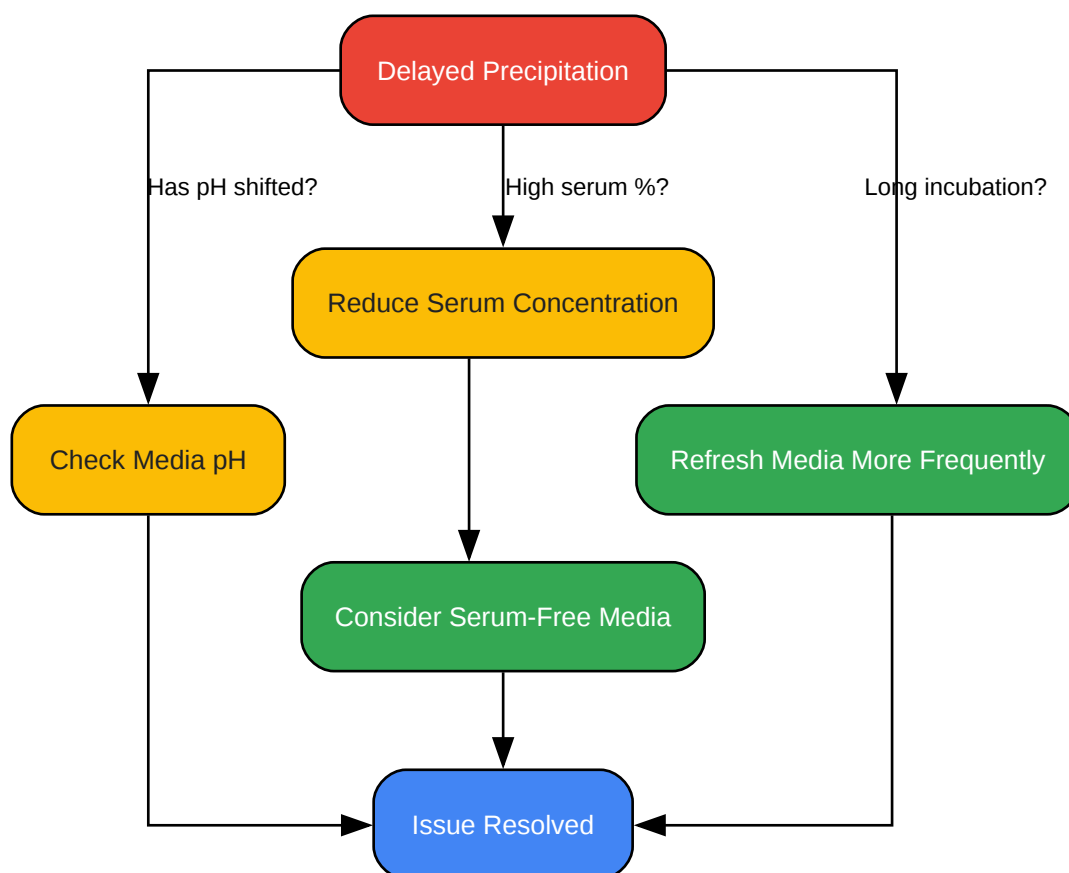 Delayed Precipitation
Has pH shifted?
High serum %?
Long incubation?
Reduce Serum Concentration
Check Media pH
Refresh Media More Frequently
Consider Serum-Free Media
Issue Resolved